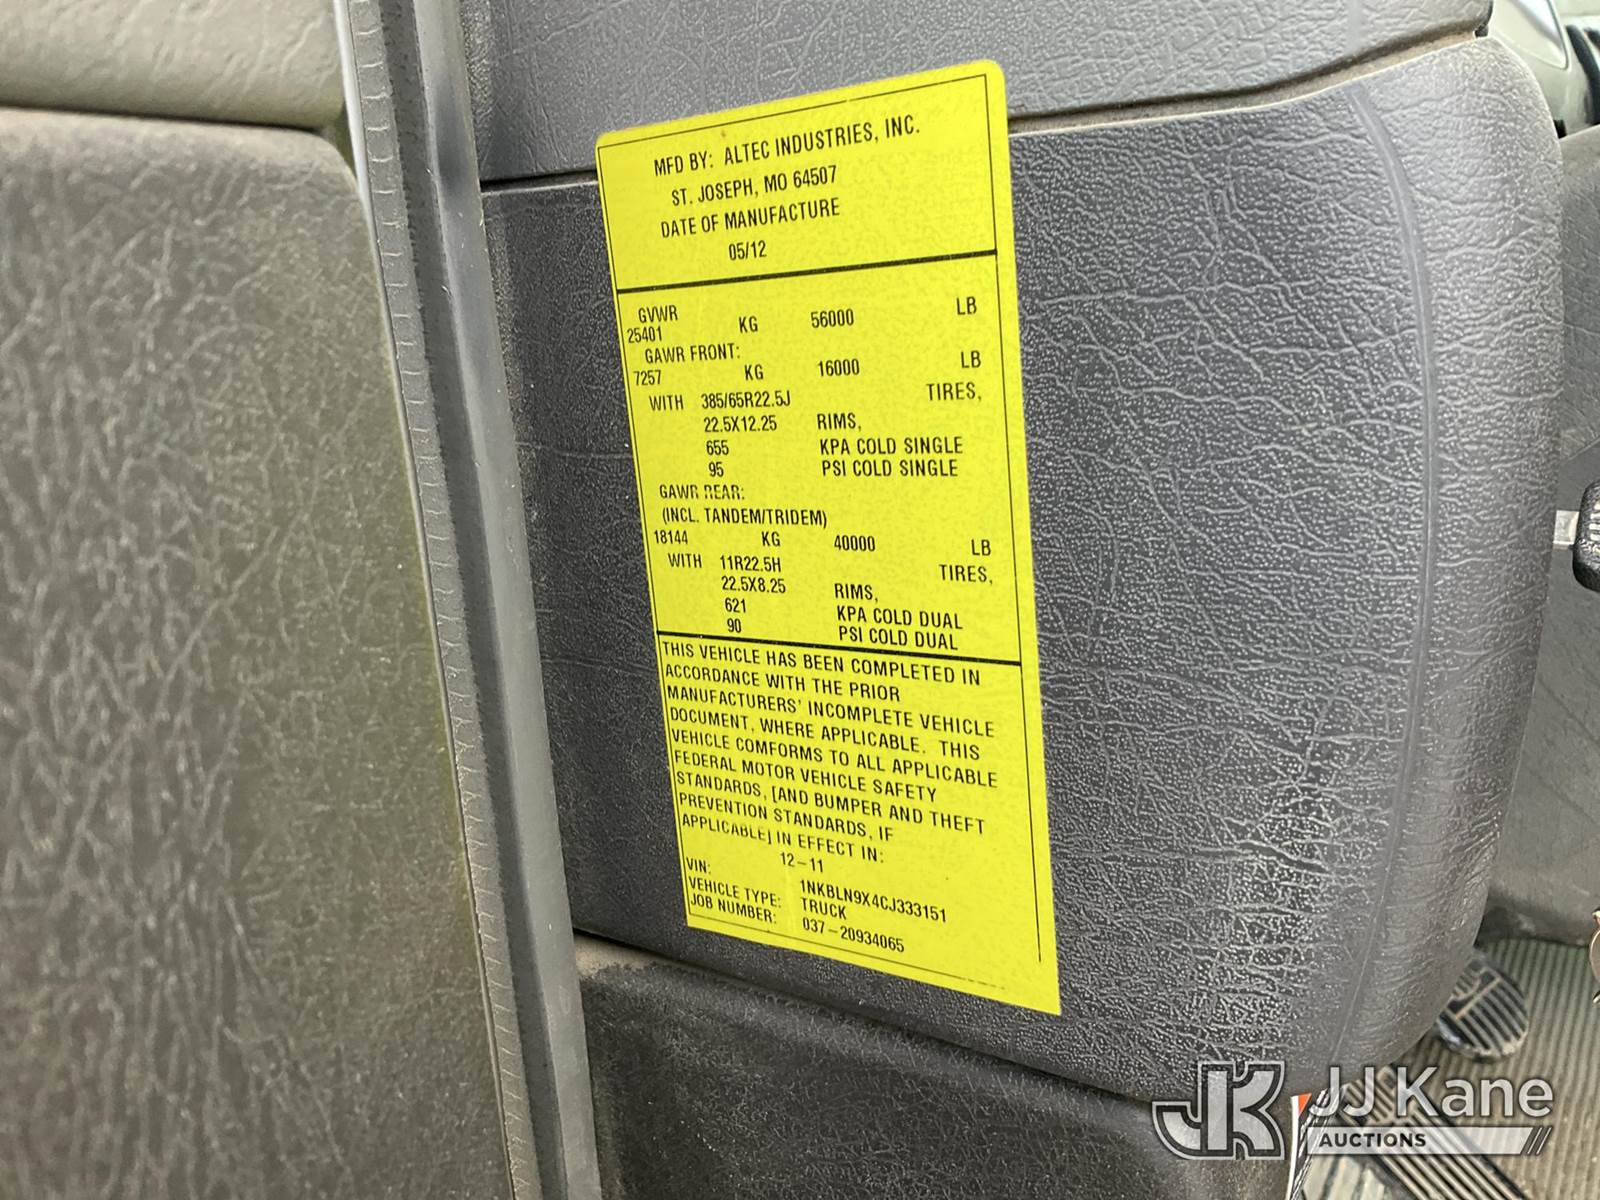 MFD BY: ALTEC INDUSTRIES, INC.
ST. JOSEPH, MO 64507
DATE OF MANUFACTURE
05/12
GVWR
25401 KG 56000 LB
GAWR FRONT:
7257 KG 16000 LB
WITH 385/65R22.5J TIRES,
22.5X12.25 RIMS,
655 KPA COLD SINGLE
95 PSI COLD SINGLE
GAWR REAR:
(INCL. TANDEM/TRIDEM)
18144 KG 40000 LB
WITH 11R22.5H TIRES,
22.5X8.25 RIMS,
621 KPA COLD DUAL
90 PSI COLD DUAL
THIS VEHICLE HAS BEEN COMPLETED IN
ACCORDANCE WITH THE PRIOR
MANUFACTURERS' INCOMPLETE VEHICLE
DOCUMENT, WHERE APPLICABLE. THIS
VEHICLE COMFORMS TO ALL APPLICABLE
FEDERAL MOTOR VEHICLE SAFETY
STANDARDS, [AND BUMPER AND THEFT
PREVENTION STANDARDS, IF
APPLICABLE] IN EFFECT IN:
12-11
VIN: 1NKBLN9X4CJ333151
VEHICLE TYPE: TRUCK
JOB NUMBER: 037-20934065
JK JJ Kane
AUCTIONS